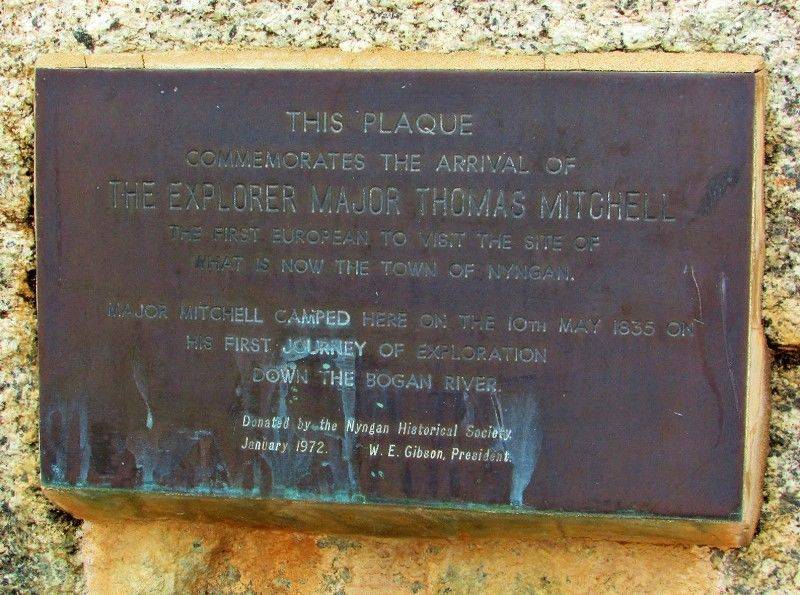 THIS PLAQUE
COMMEMORATES THE ARRIVAL OF
THE EXPLORER MAJOR THOMAS MITCHELL
THE FIRST EUROPEAN TO VISIT THE SITE OF
WHAT IS NOW THE TOWN OF NYNGAN.
MAJOR MITCHELL CAMPED HERE ON THE 10TH MAY 1835 ON
HIS FIRST JOURNEY OF EXPLORATION
DOWN THE BOGAN RIVER.
Donated by the Nyngan Historical Society
January 1972. W. E. Gibson, President.